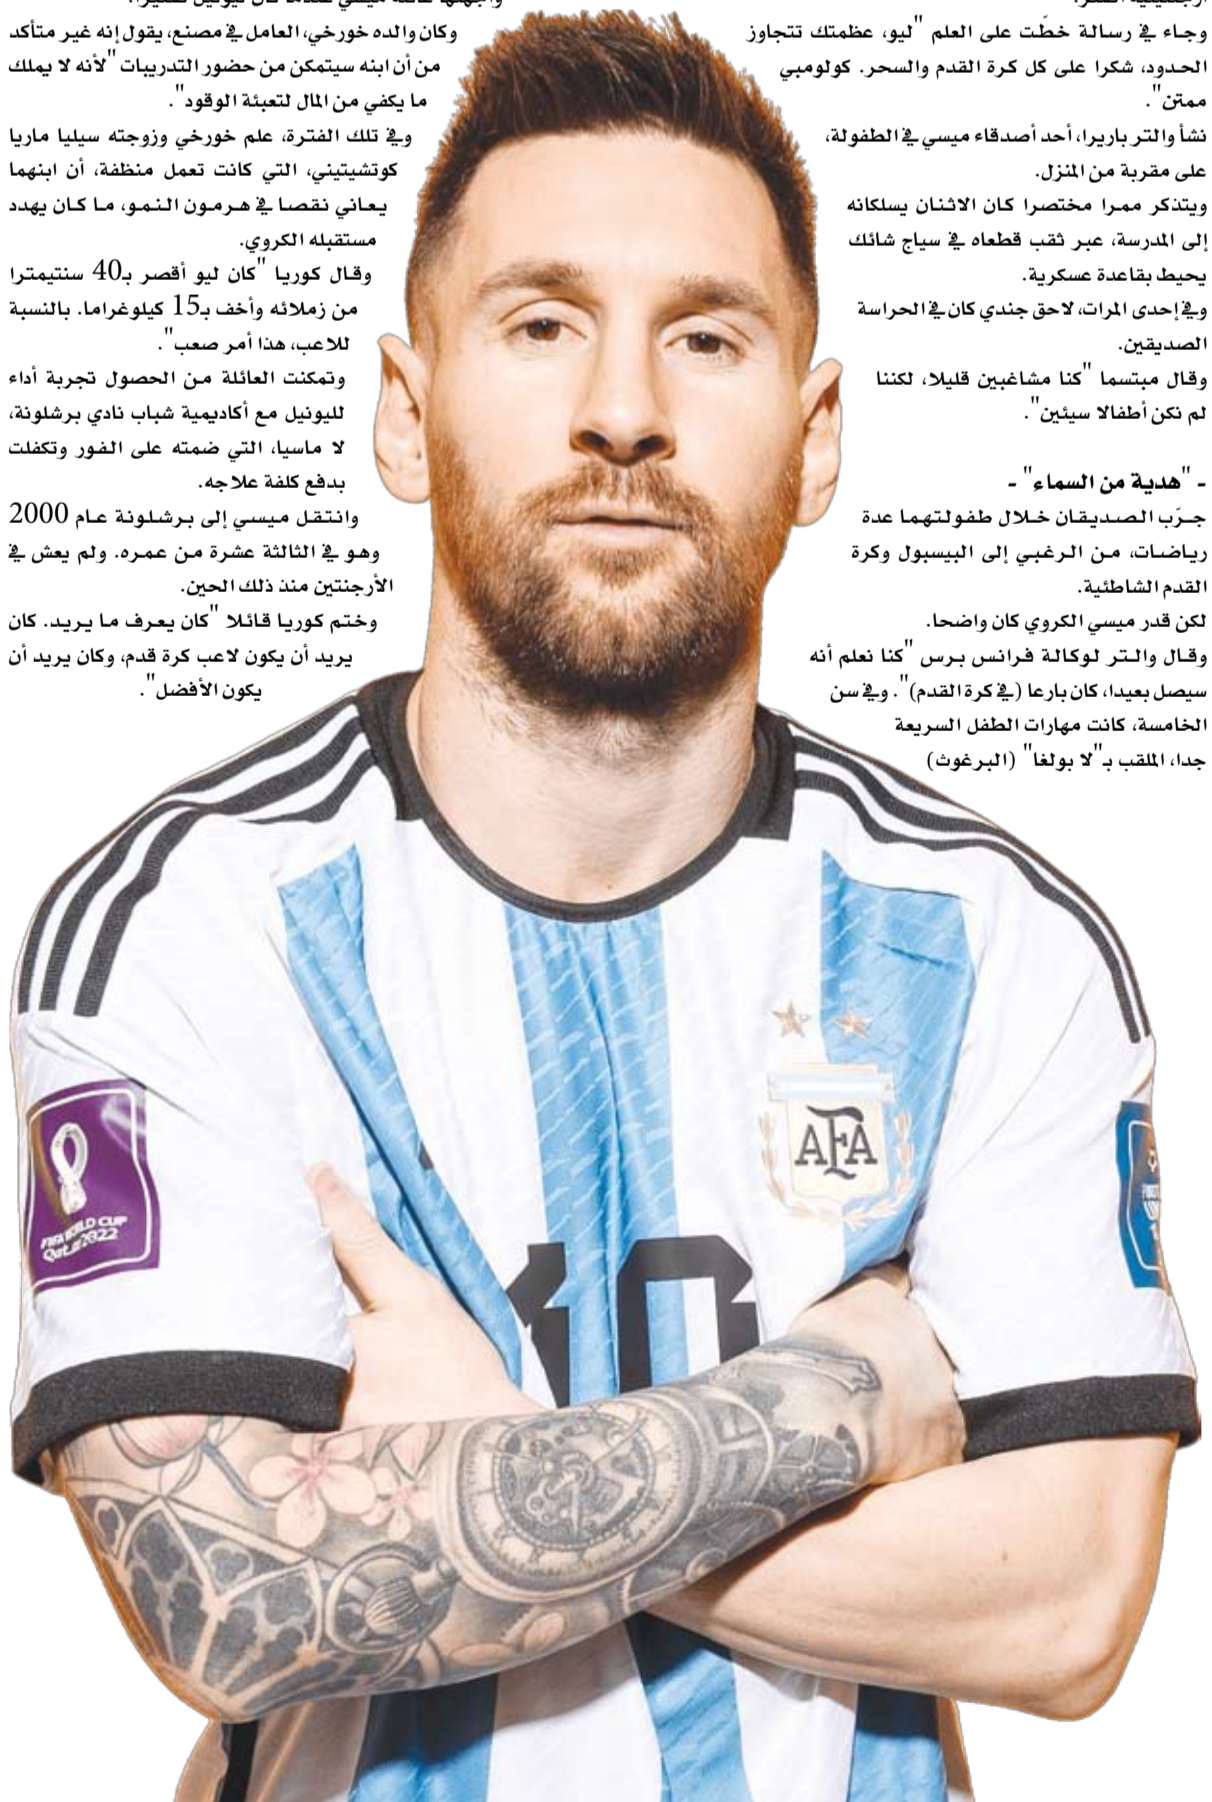 وجاء في رسالة خطّت على العلم "ليو، عظمتك تتجاوز
الحدود، شكرا على كل كرة القدم والسحر. كولومبي
ممتن".
نشأ والتر باريرا، أحد أصدقاء ميسي في الطفولة،
على مقربة من المنزل.
ويتذكر ممرا مختصرا كان الاثنان يسلكانه
إلى المدرسة، عبر ثقب قطعاه في سياج شائك
يحيط بقاعدة عسكرية.
وفي إحدى المرات، لاحق جندي كان في الحراسة
الصديقين.
وقال مبتسما "كنا مشاغبين قليلا، لكننا
لم نكن أطفالا سيئين".
- "هدية من السماء" -
جرّب الصديقان خلال طفولتهما عدة
رياضات، من الرغبي إلى البيسبول وكرة
القدم الشاطئية.
لكن قدر ميسي الكروي كان واضحا.
وقال والتر لوكالة فرانس برس "كنا نعلم أنه
سيصل بعيدا، كان بارعا (في كرة القدم)". وفي سن
الخامسة، كانت مهارات الطفل السريعة
جدا، الملقب بـ"لا بولغا" (البرغوث)
وكان والده خورخي، العامل في مصنع، يقول إنه غير متأكد
من أن ابنه سيتمكن من حضور التدريبات "لأنه لا يملك
ما يكفي من المال لتعبئة الوقود".
وفي تلك الفترة، علم خورخي وزوجته سيليا ماريا
كوتشيتيني، التي كانت تعمل منظفة، أن ابنهما
يعاني نقصا في هرمون النمو، ما كان يهدد
مستقبله الكروي.
وقال كوريا "كان ليو أقصر بـ40 سنتيمترا
من زملائه وأخف بـ15 كيلوغراما. بالنسبة
للاعب، هذا أمر صعب".
وتمكنت العائلة من الحصول تجربة أداء
لليونيل مع أكاديمية شباب نادي برشلونة،
لا ماسيا، التي ضمته على الفور وتكفلت
بدفع كلفة علاجه.
وانتقل ميسي إلى برشلونة عام 2000
وهو في الثالثة عشرة من عمره. ولم يعش في
الأرجنتين منذ ذلك الحين.
وختم كوريا قائلا "كان يعرف ما يريد. كان
يريد أن يكون لاعب كرة قدم، وكان يريد أن
يكون الأفضل".
AFA
FIFA WORLD CUP
Qatar2022
10